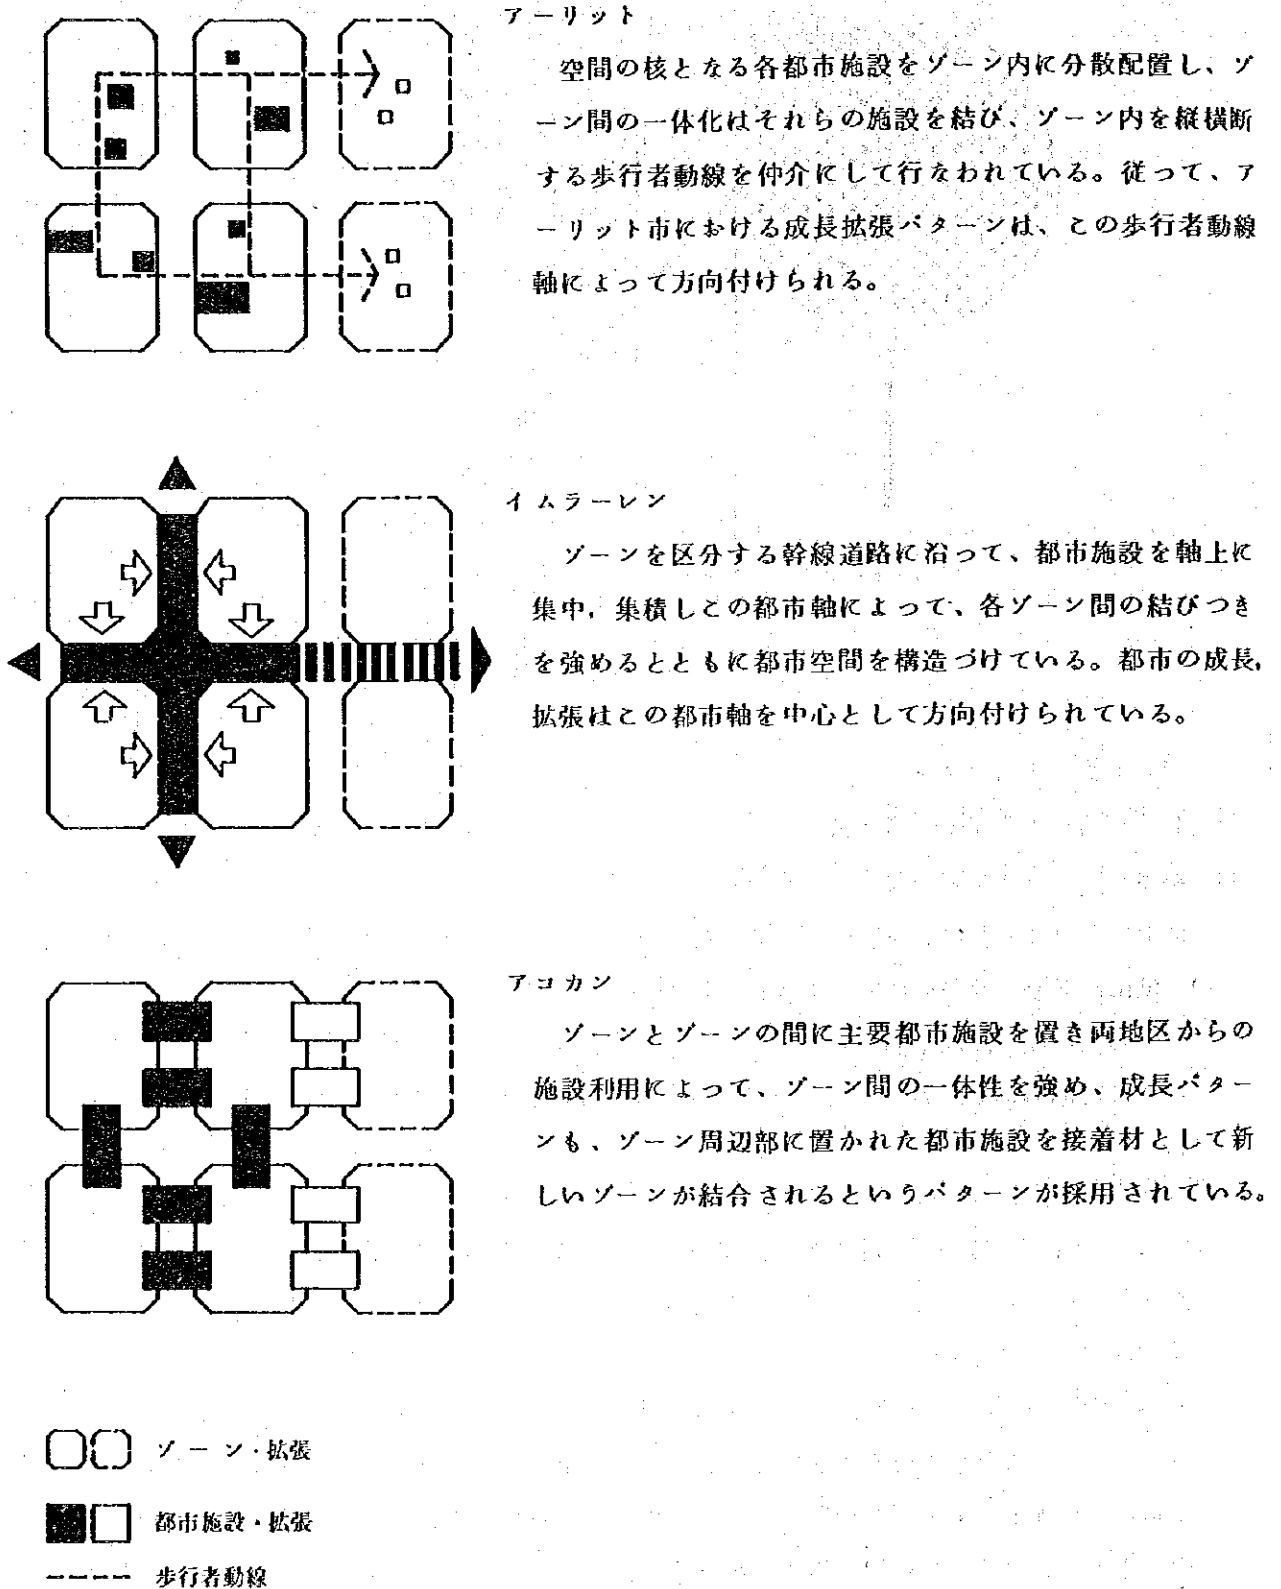 アーリット
空間の核となる各都市施設をゾーン内に分散配置し、ゾ
ーン間の一体化はそれらの施設を結び、ゾーン内を縦横断
する歩行者動線を仲介にして行なわれている。従って、ア
ーリット市における成長拡張パターンは、この歩行者動線
軸によって方向付けられる。
イムラーレン
ゾーンを区分する幹線道路に沿って、都市施設を軸上に
集中，集積しこの都市軸によって、各ゾーン間の結びつき
を強めるとともに都市空間を構造づけている。都市の成長，
拡張はこの都市軸を中心として方向付けられている。
アコカン
ゾーンとゾーンの間に主要都市施設を置き両地区からの
施設利用によって、ゾーン間の一体性を強め、成長パター
ンも、ゾーン周辺部に置かれた都市施設を接着材として新
しいゾーンが結合されるというパターンが採用されている。
ゾーン・拡張
都市施設・拡張
歩行者動線